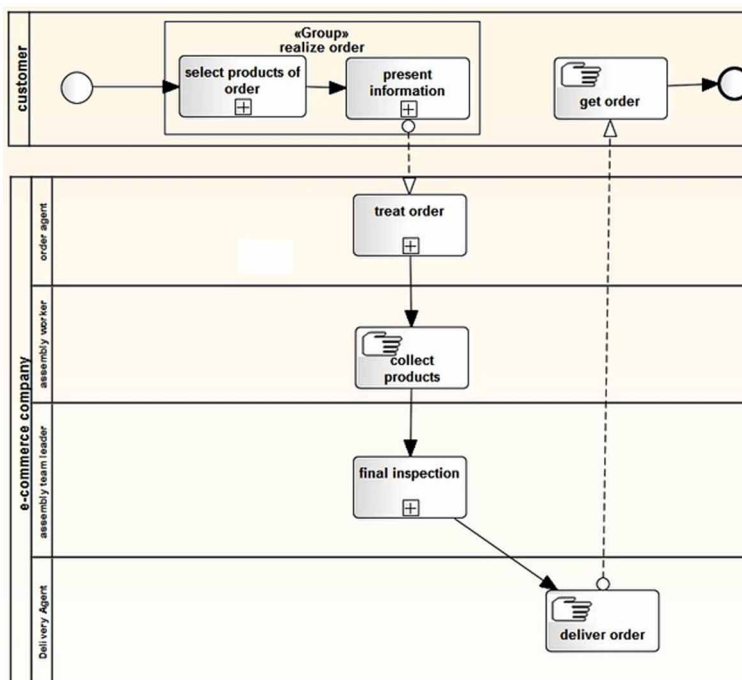 customer
«Group»
realize order
select products of
order
present
information
get order
e-commerce company
order agent
treat order
assembly worker
collect
products
assembly team leader
final inspection
Delivery Agent
deliver order